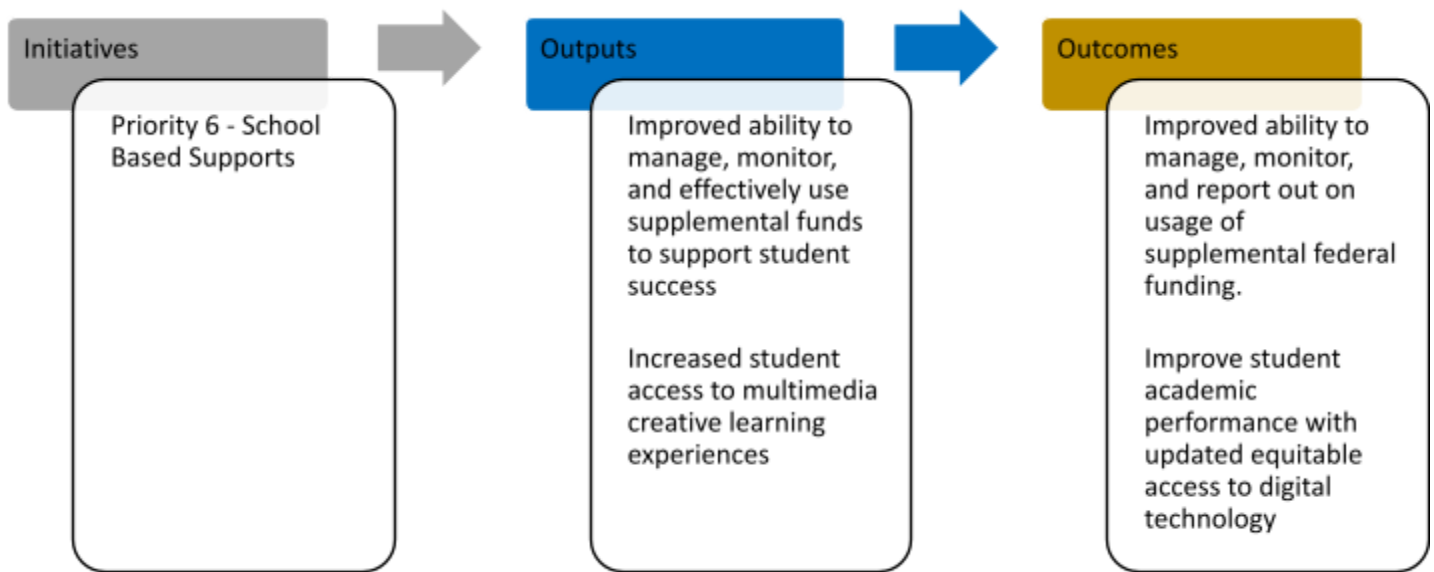 Initiatives
Priority 6 - School
Based Supports
Outputs
Improved ability to
manage, monitor,
and effectively use
supplemental funds
to support student
success
Increased student
access to multimedia
creative learning
experiences
Outcomes
Improved ability to
manage, monitor,
and report out on
usage of
supplemental federal
funding.
Improve student
academic
performance with
updated equitable
access to digital
technology